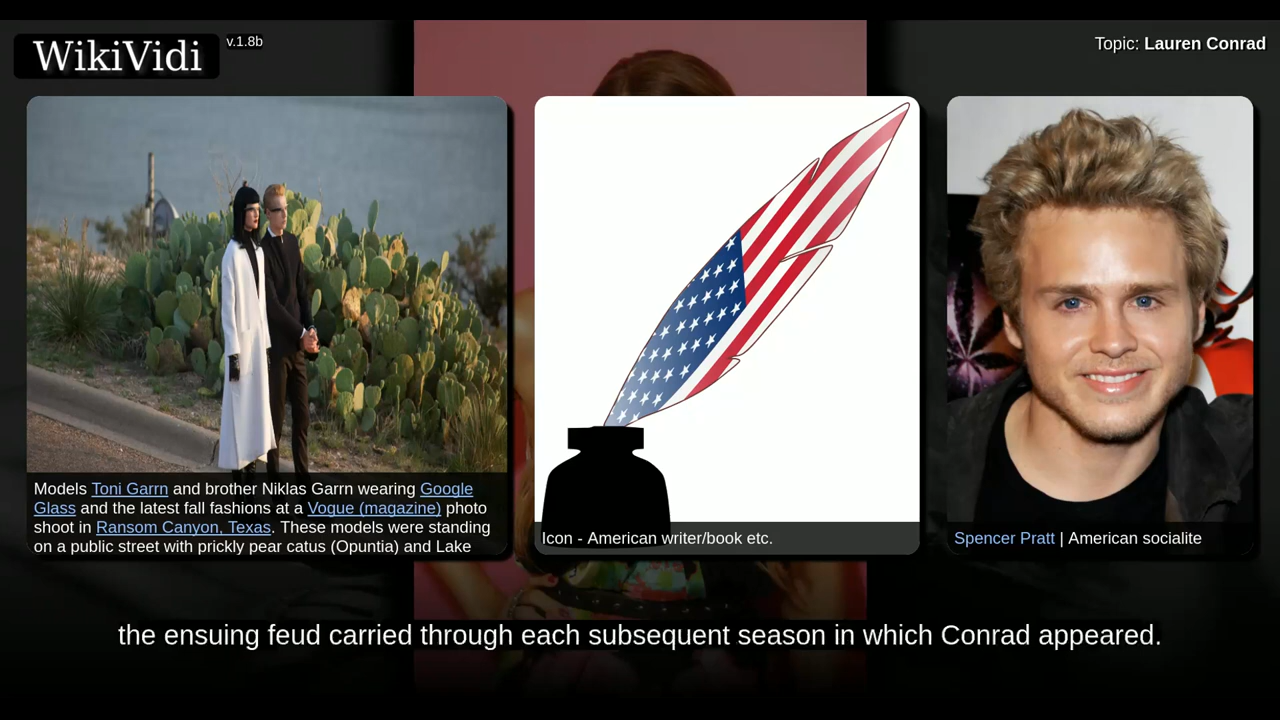 WikiVidi
v.1.8b
Topic: Lauren Conrad
Models Toni Garrn and brother Niklas Garrn wearing Google
Glass and the latest fall fashions at a Vogue (magazine) photo
shoot in Ransom Canyon, Texas. These models were standing
on a public street with prickly pear catus (Opuntia) and Lake
Icon - American writer/book etc.
Spencer Pratt | American socialite
the ensuing feud carried through each subsequent season in which Conrad appeared.